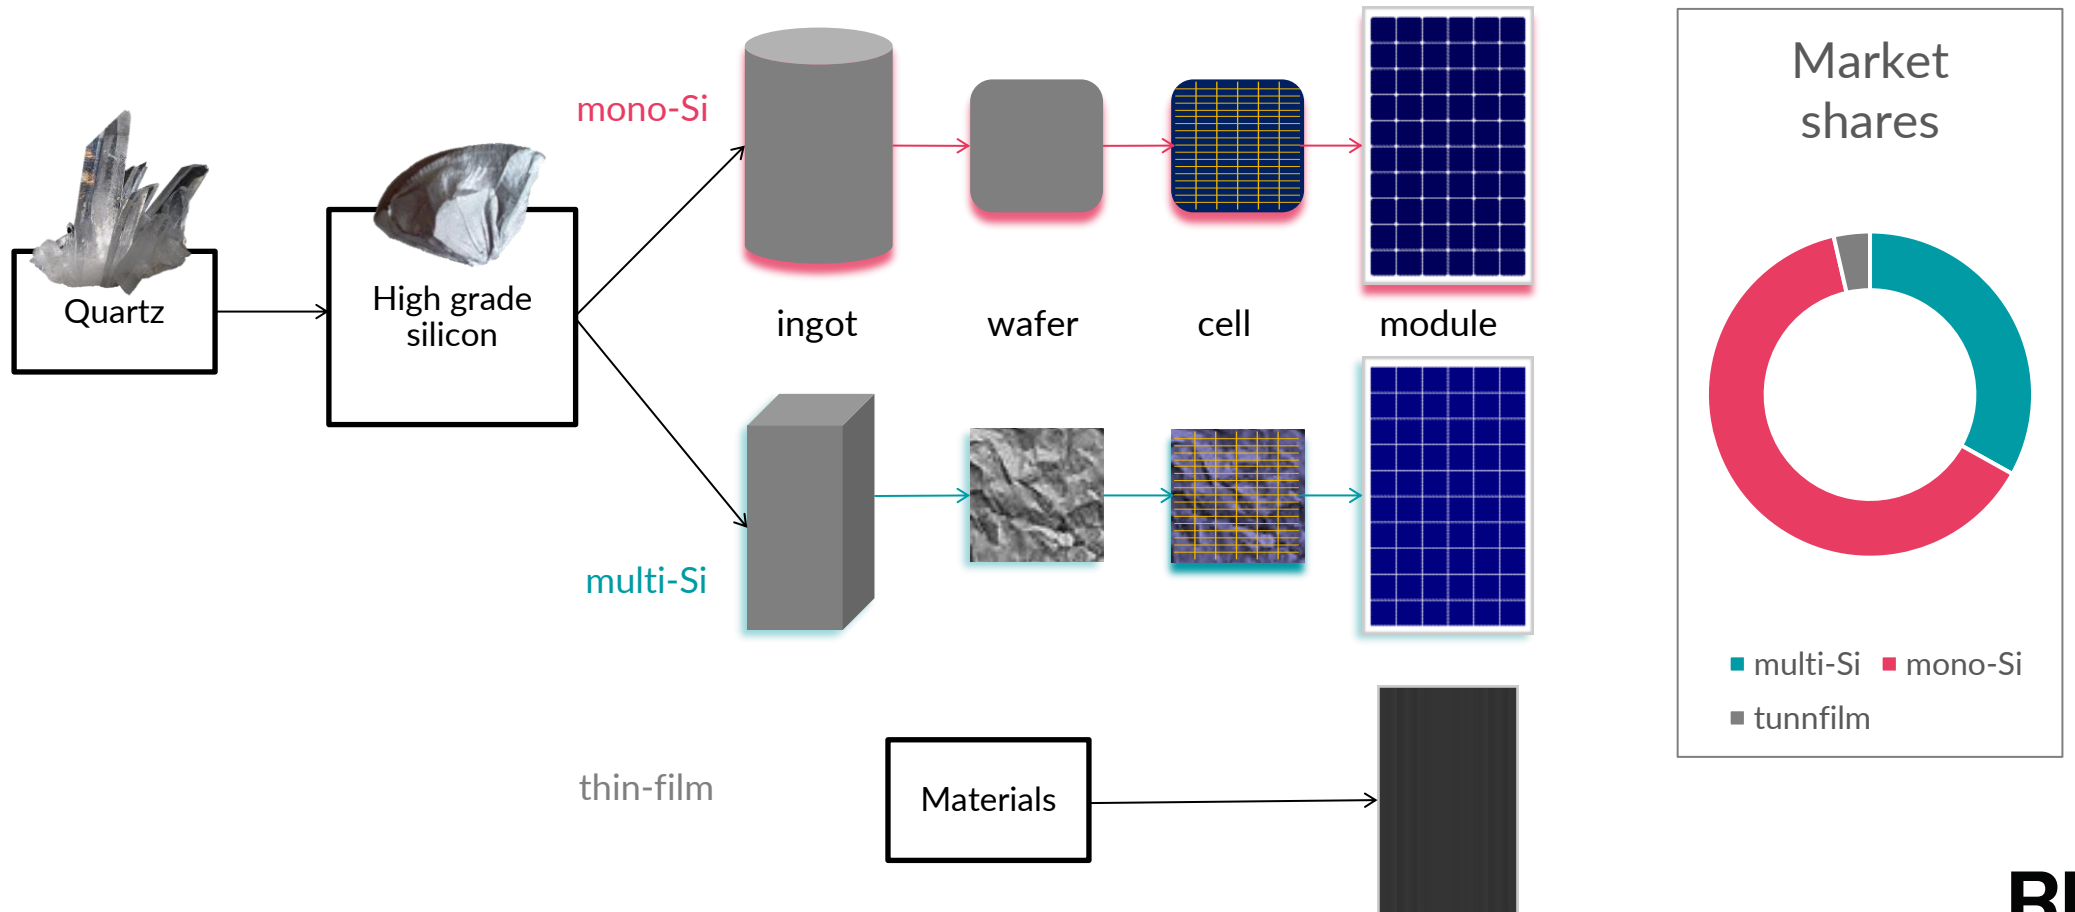 mono-Si
Quartz
High grade
silicon
ingot
wafer
cell
module
multi-Si
thin-film
Materials
Market
shares
multi-Si
mono-Si
tunnfilm